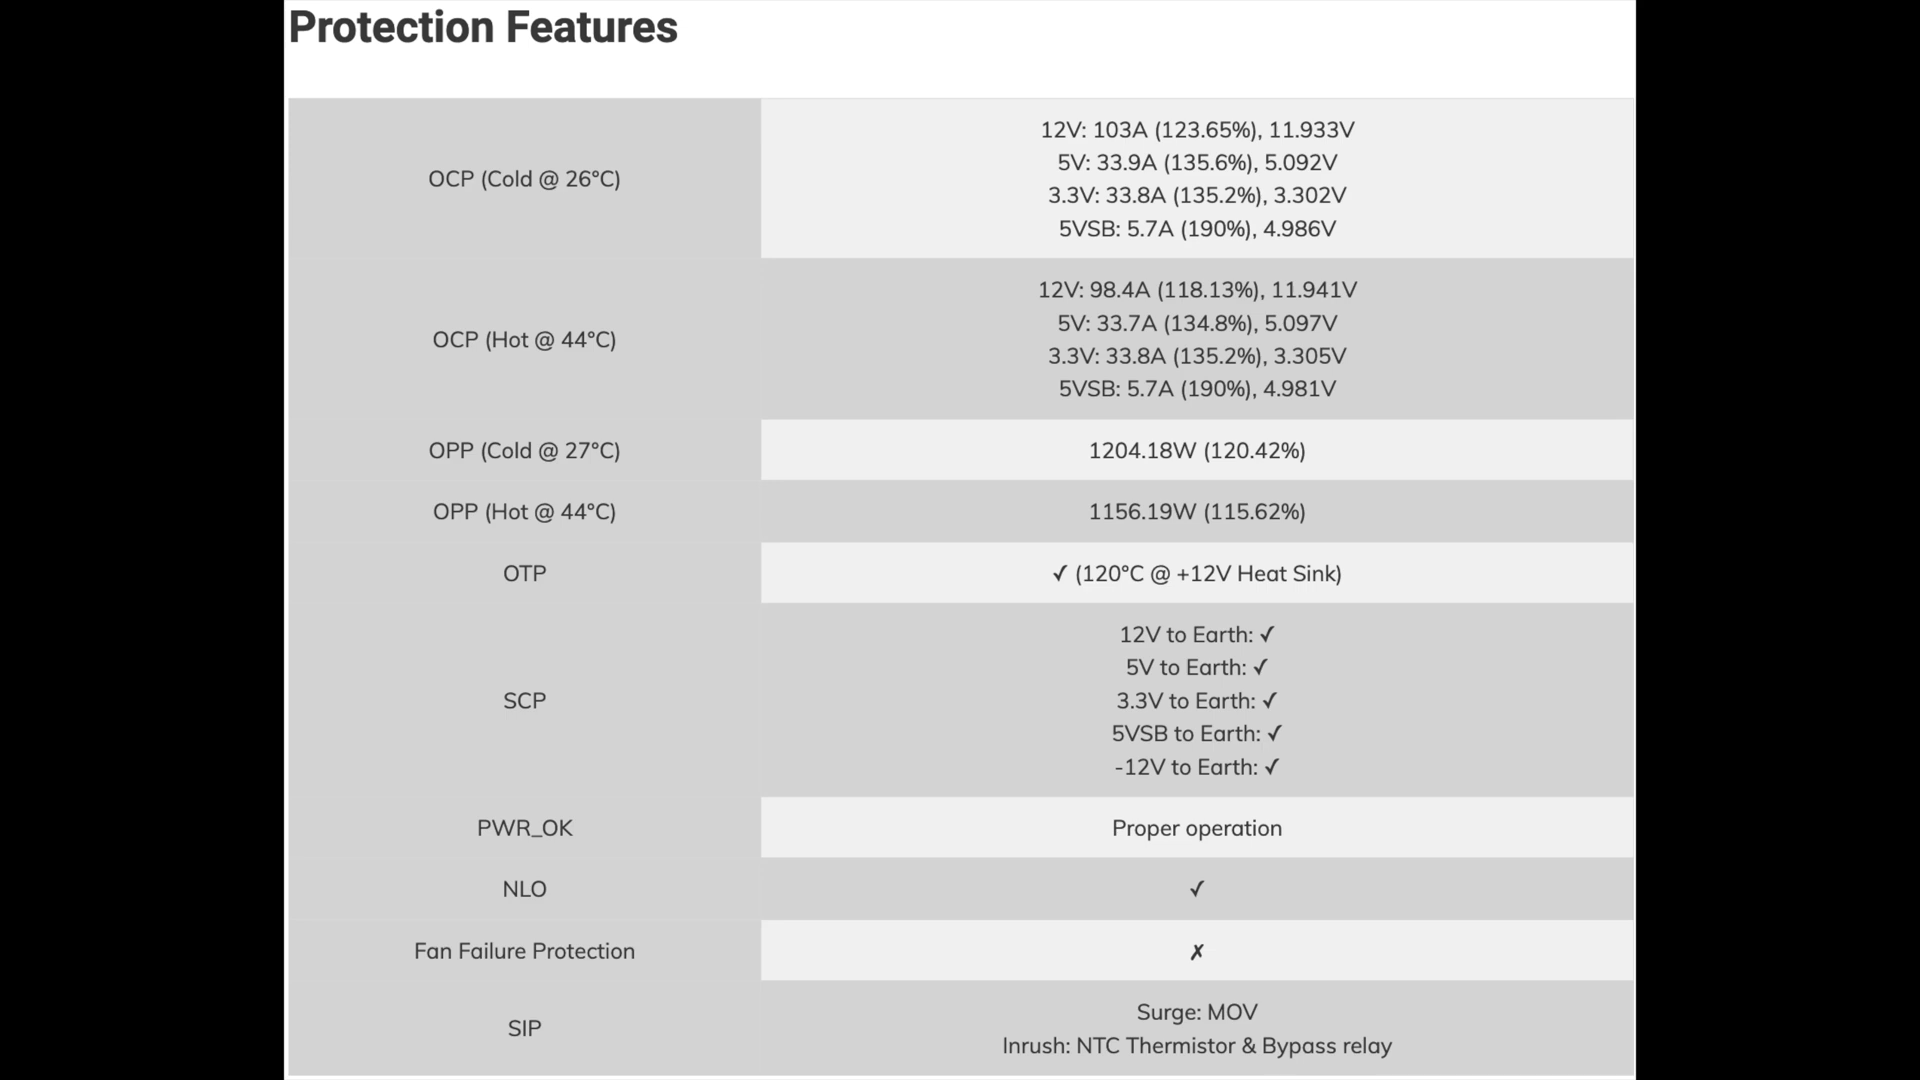 Protection Features
OCP (Cold @ 26°C)
12V: 103A (123.65%), 11.933V
5V: 33.9A (135.6%), 5.092V
3.3V: 33.8A (135.2%), 3.302V
5VSB: 5.7A (190%), 4.986V
OCP (Hot @ 44°C)
12V: 98.4A (118.13%), 11.941V
5V: 33.7A (134.8%), 5.097V
3.3V: 33.8A (135.2%), 3.305V
5VSB: 5.7A (190%), 4.981V
OPP (Cold @ 27°C)
1204.18W (120.42%)
OPP (Hot @ 44°C)
1156.19W (115.62%)
OTP
✓ (120°C @ +12V Heat Sink)
SCP
12V to Earth: ✓
5V to Earth: ✓
3.3V to Earth: ✓
5VSB to Earth: ✓
-12V to Earth: ✓
PWR_OK
Proper operation
NLO
✓
Fan Failure Protection
✗
SIP
Surge: MOV
Inrush: NTC Thermistor & Bypass relay